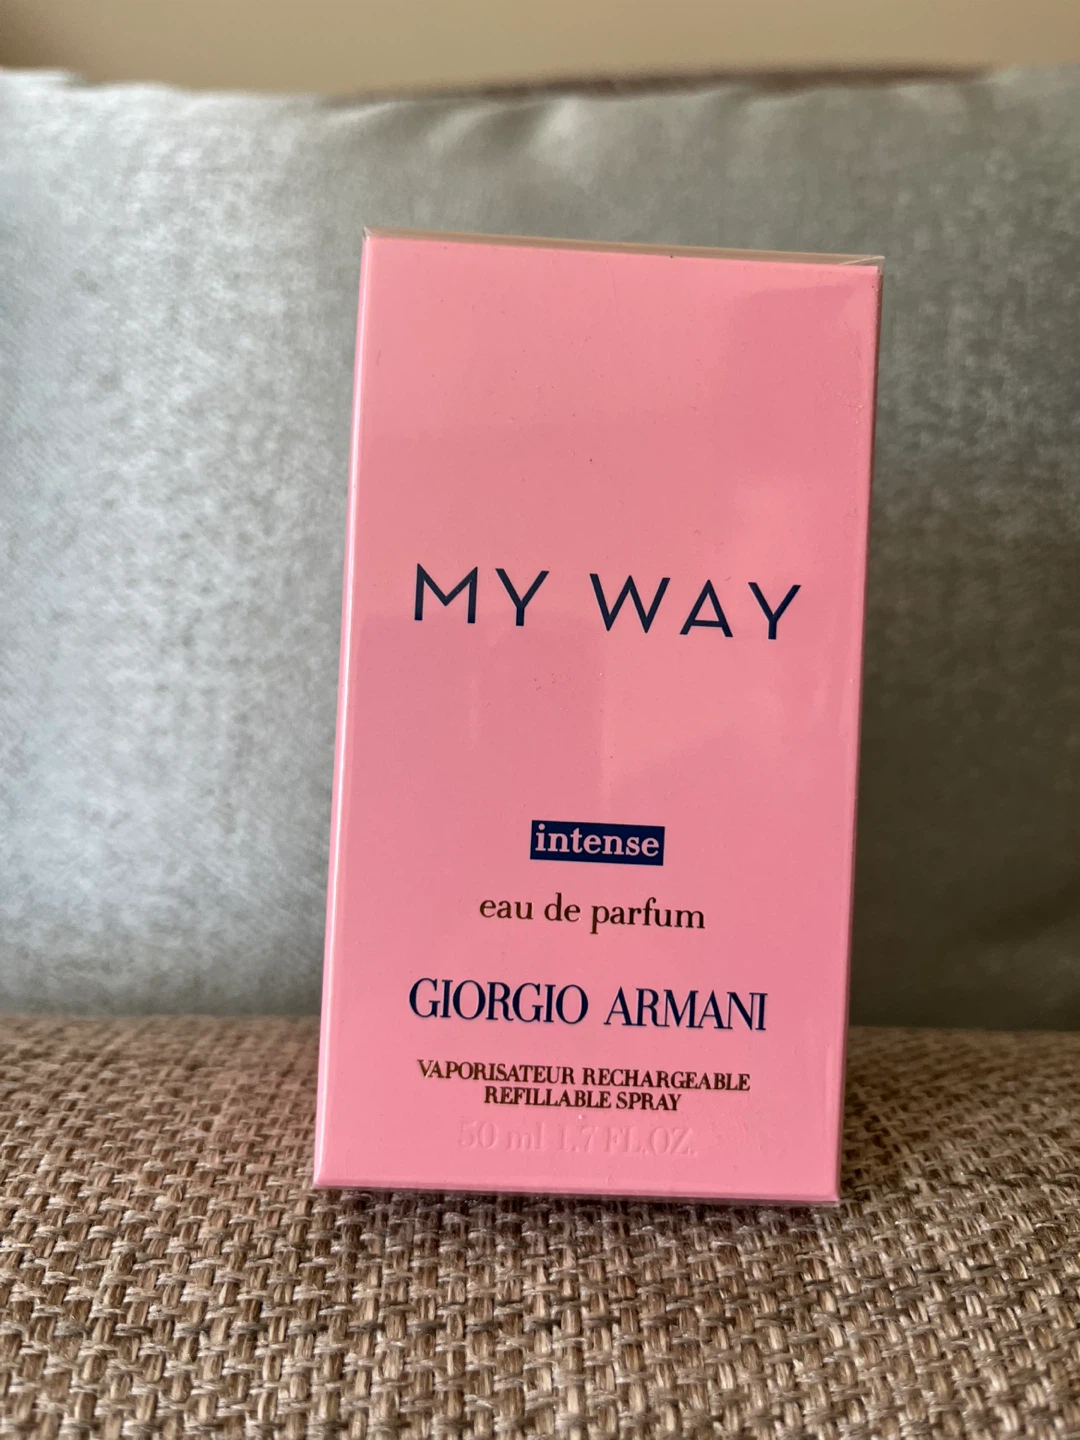 MY WAY
intense
eau de parfum
GIORGIO ARMANI
VAPORISATEUR RECHARGEABLE
REFILLABLE SPRAY
50 ml 1.7 FL.OZ.